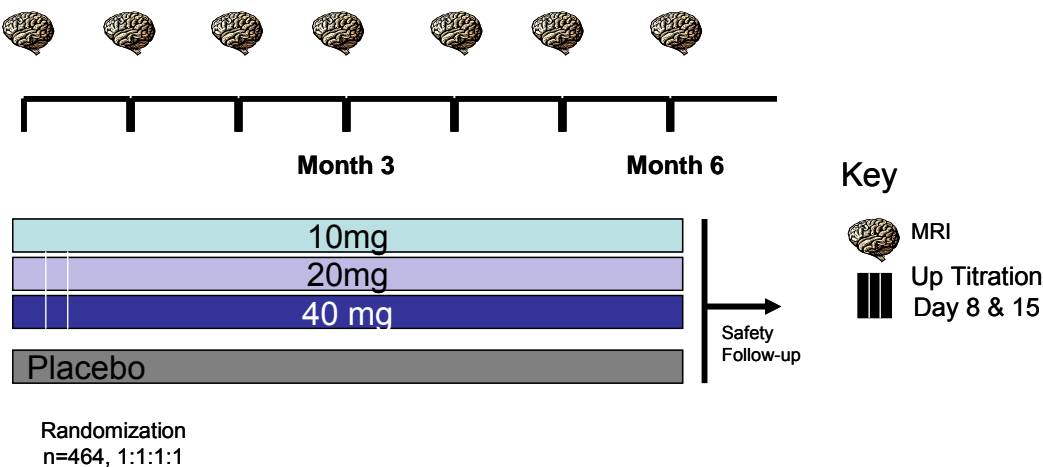 Month 3
Month 6
10mg
20mg
40 mg
Placebo
Safety
Follow-up
Randomization
n=464, 1:1:1:1
Key
MRI
Up Titration
Day 8 & 15